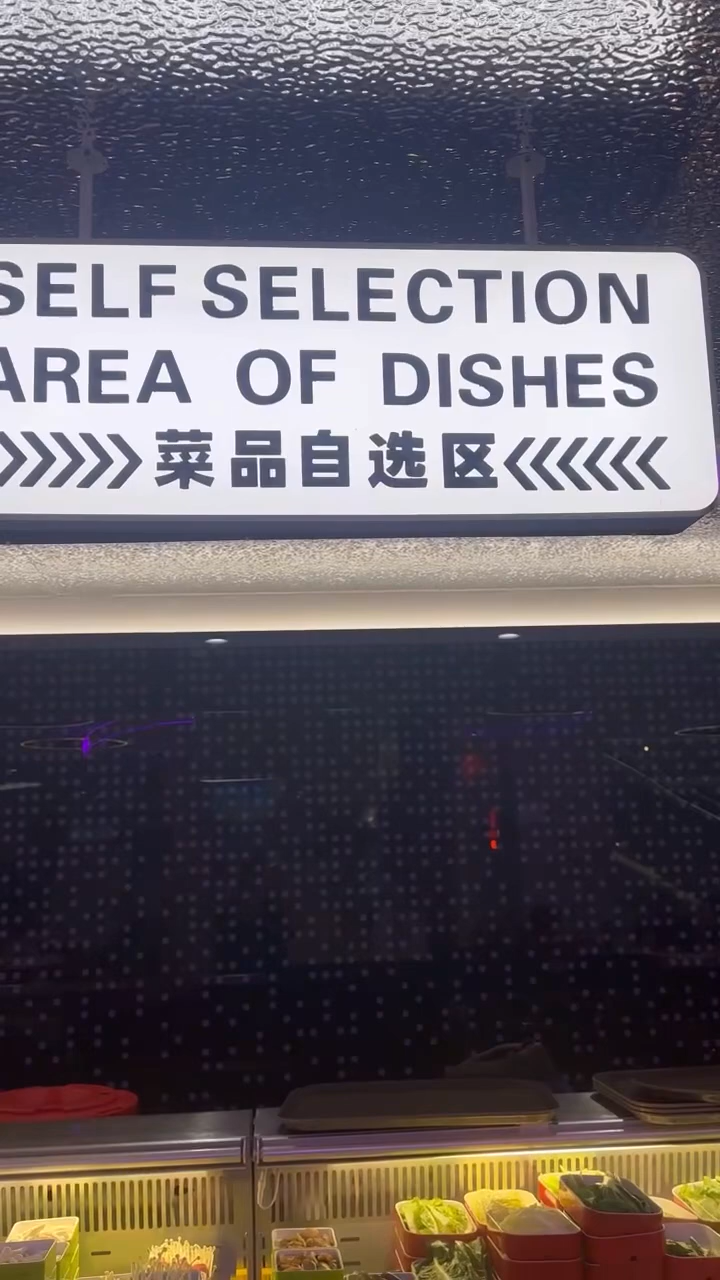 SELF SELECTION
AREA OF DISHES
》》》》》菜品自选区《《《《《《